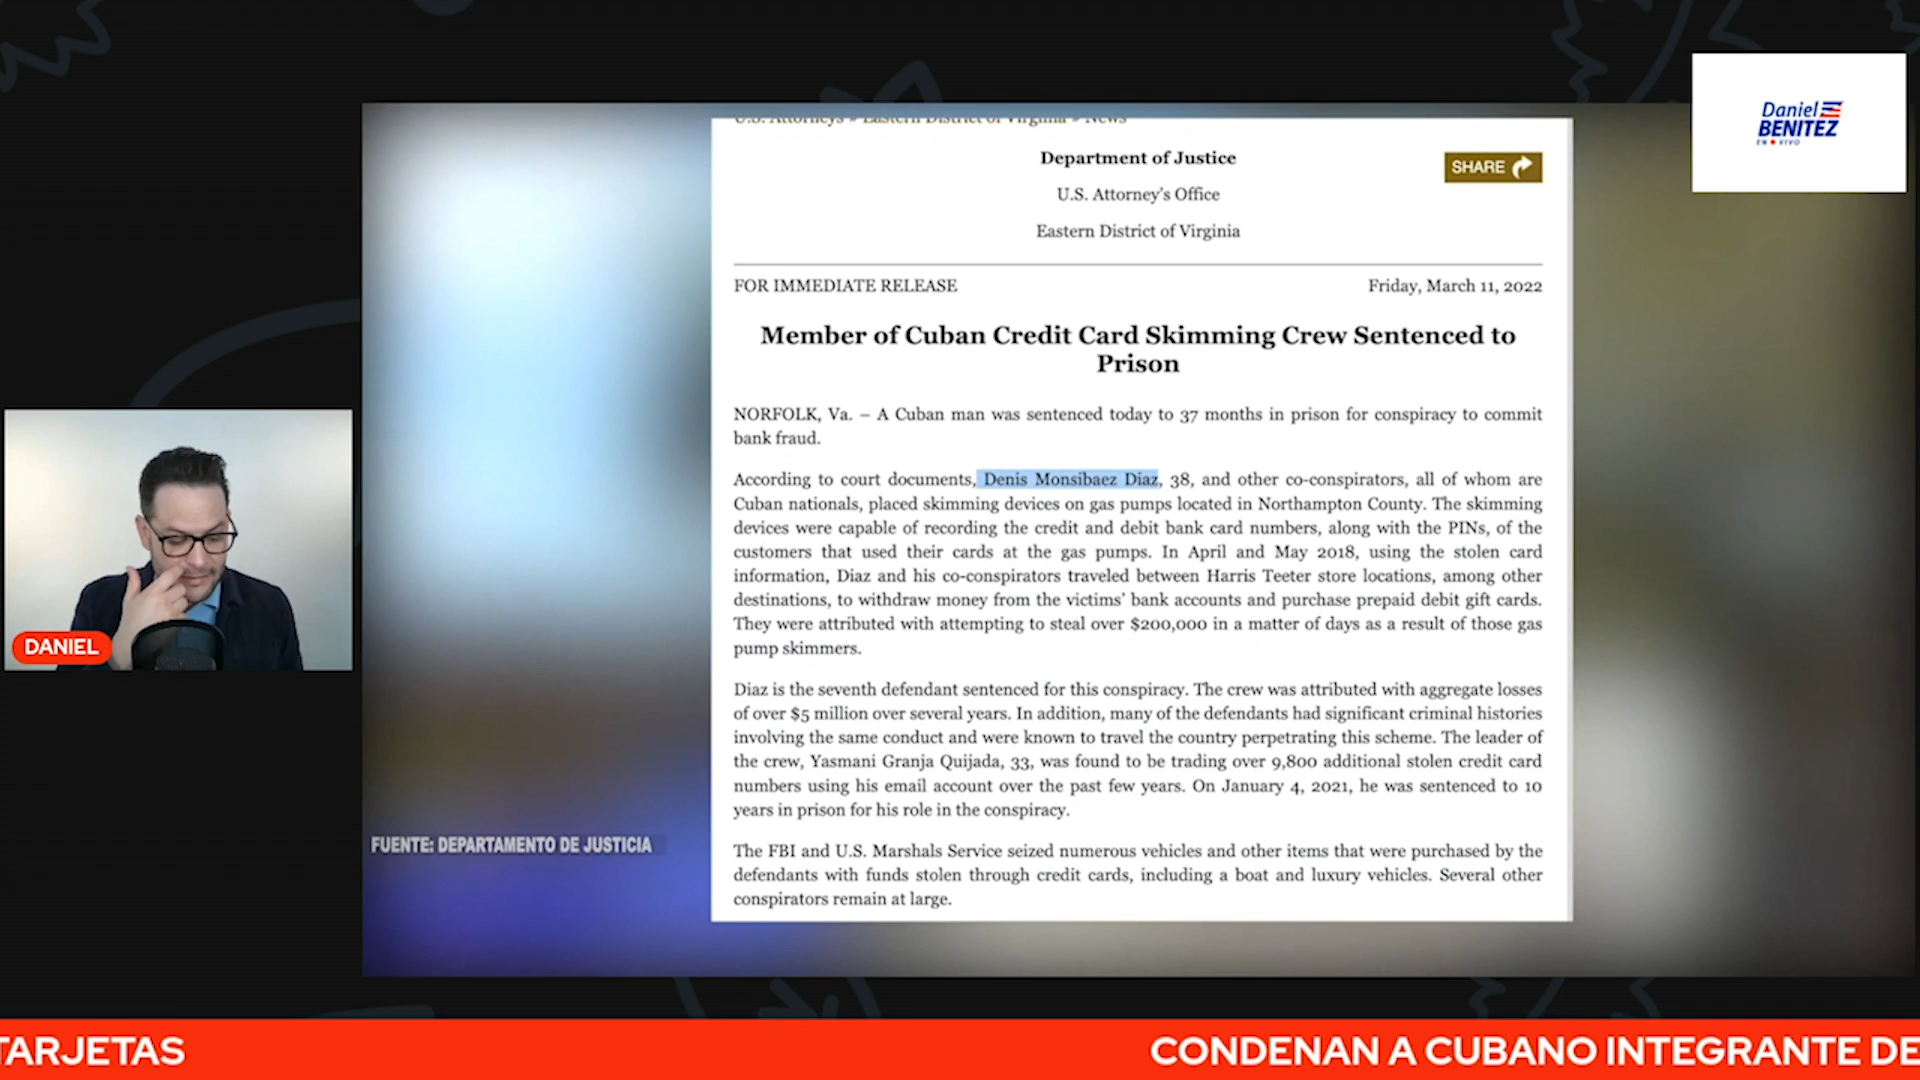 U.S. Attorneys » Eastern District of Virginia » News
Department of Justice
SHARE
U.S. Attorney's Office
Eastern District of Virginia
FOR IMMEDIATE RELEASE
Friday, March 11, 2022
Member of Cuban Credit Card Skimming Crew Sentenced to
Prison
NORFOLK, Va. – A Cuban man was sentenced today to 37 months in prison for conspiracy to commit
bank fraud.
According to court documents, Denis Monsibaez Diaz, 38, and other co-conspirators, all of whom are
Cuban nationals, placed skimming devices on gas pumps located in Northampton County. The skimming
devices were capable of recording the credit and debit bank card numbers, along with the PINs, of the
customers that used their cards at the gas pumps. In April and May 2018, using the stolen card
information, Diaz and his co-conspirators traveled between Harris Teeter store locations, among other
destinations, to withdraw money from the victims' bank accounts and purchase prepaid debit gift cards.
They were attributed with attempting to steal over $200,000 in a matter of days as a result of those gas
pump skimmers.
Diaz is the seventh defendant sentenced for this conspiracy. The crew was attributed with aggregate losses
of over $5 million over several years. In addition, many of the defendants had significant criminal histories
involving the same conduct and were known to travel the country perpetrating this scheme. The leader of
the crew, Yasmani Granja Quijada, 33, was found to be trading over 9,800 additional stolen credit card
numbers using his email account over the past few years. On January 4, 2021, he was sentenced to 10
years in prison for his role in the conspiracy.
The FBI and U.S. Marshals Service seized numerous vehicles and other items that were purchased by the
defendants with funds stolen through credit cards, including a boat and luxury vehicles. Several other
conspirators remain at large.
Daniel
BENITEZ
EN VIVO
DANIEL
FUENTE: DEPARTAMENTO DE JUSTICIA
TARJETAS
CONDENAN A CUBANO INTEGRANTE DE